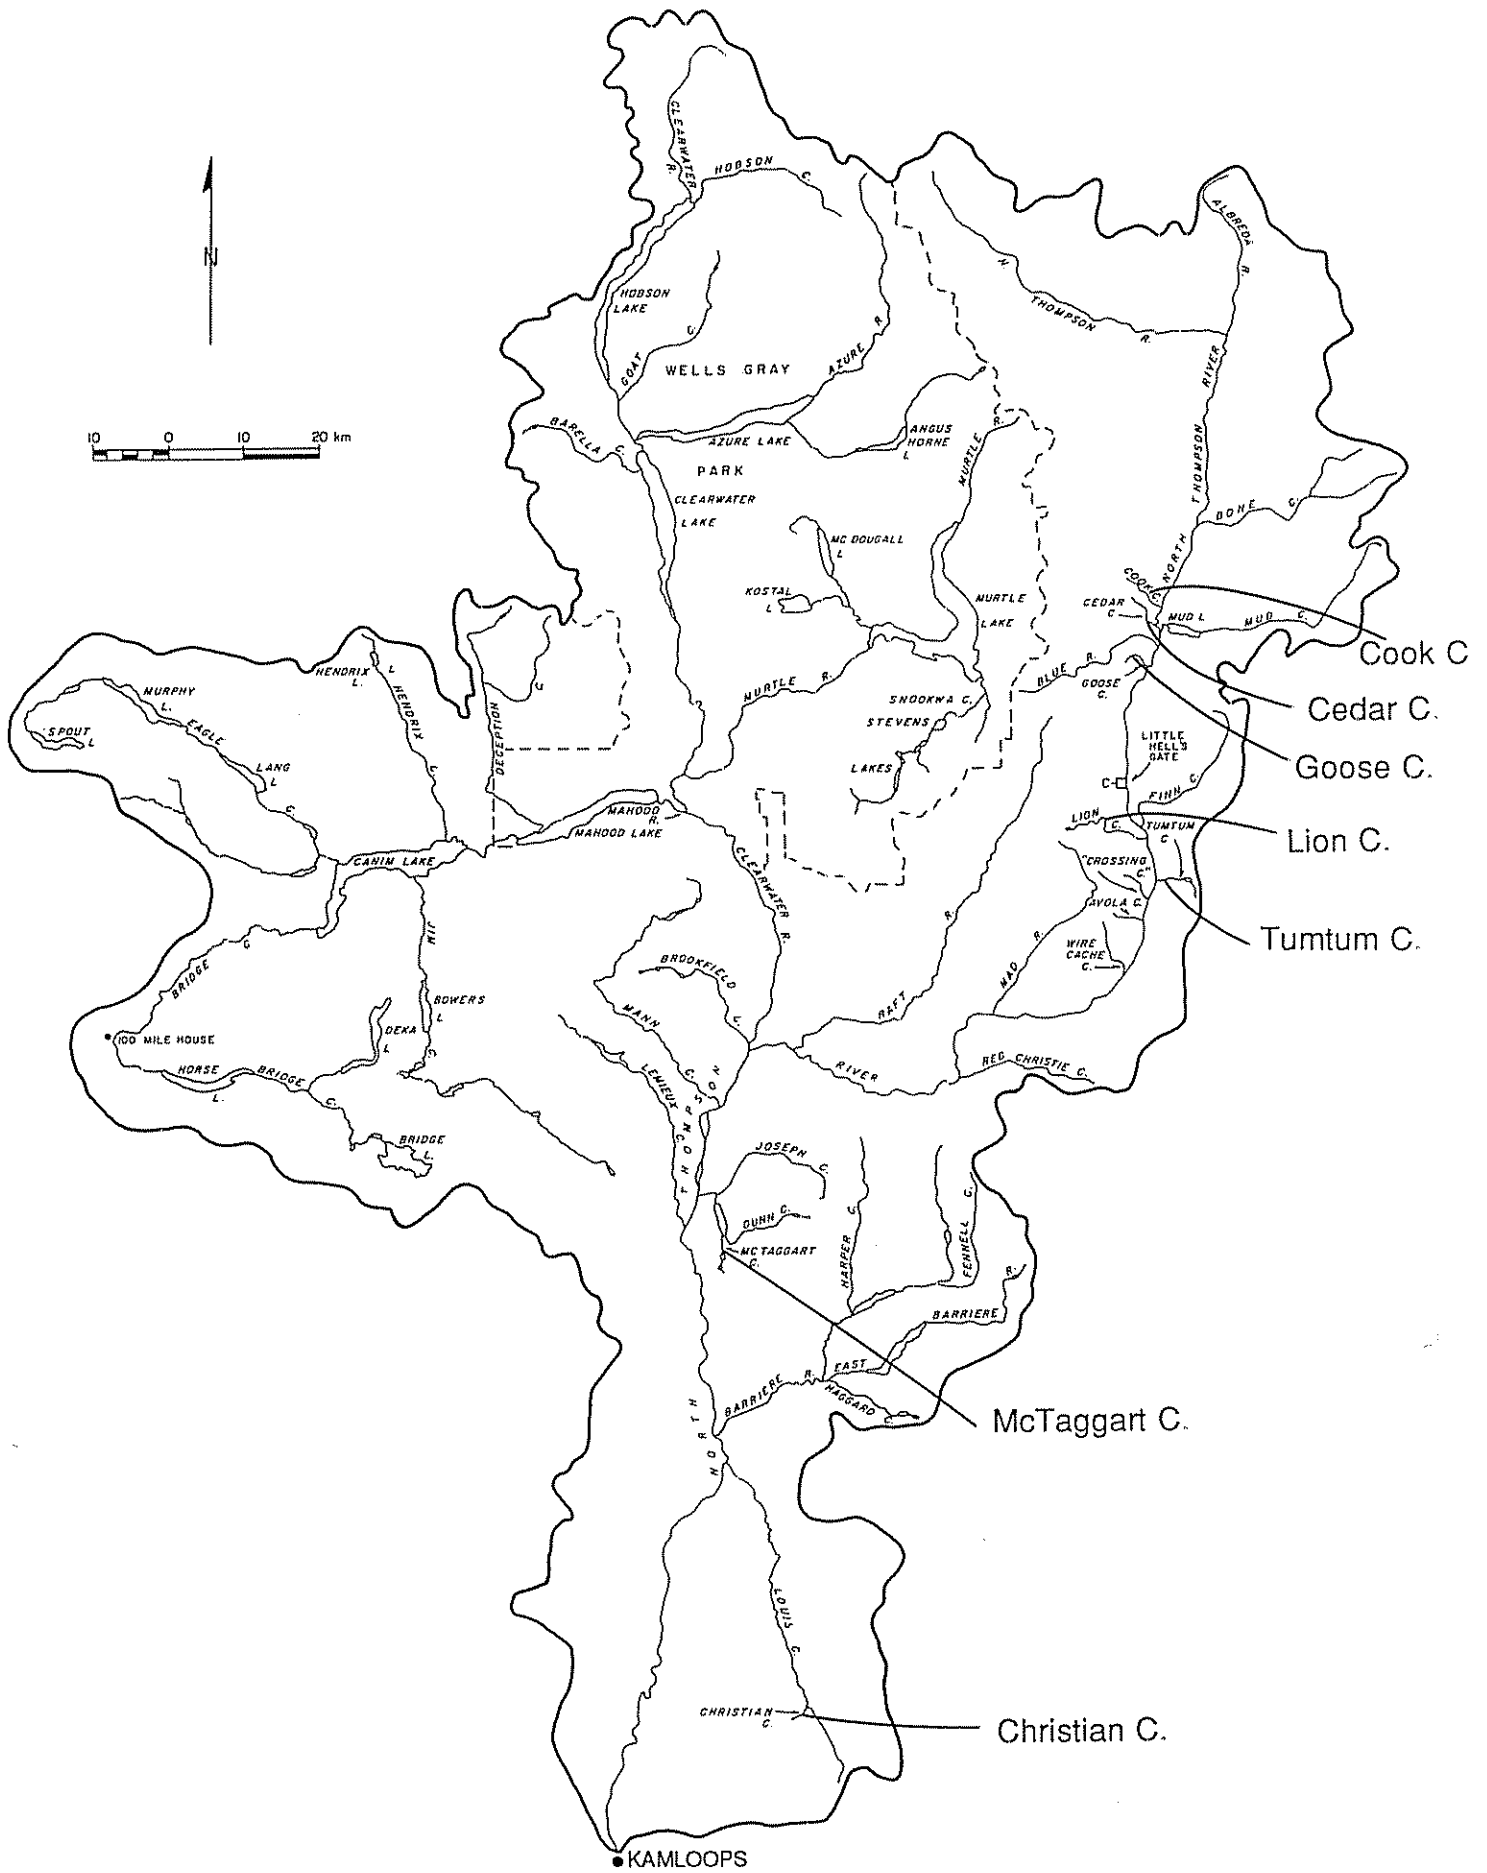 CLEARWATER
R.
HOBSON
C.
ALBREDA
R.
N
HOBSON
LAKE
N.
THOMPSON
R.
GOAT
C.
WELLS GRAY
AZURE
R.
RIVER
10 0 10 20 km
BARELLA
C.
AZURE LAKE
ANGUS
HORNE
L
MURTLE
R.
PARK
THOMPSON
CLEARWATER
LAKE
BONE
C.
MC DOUGALL
L
NORTH
KOSTAL
L
MURTLE
LAKE
COOK C.
CEDAR
C
MUD L
MUD C.
Cook C
HENDRIX
L.
MURPHY
L.
MURTLE R.
BLUE R.
GOOSE
C.
Cedar C.
HENDRIX
C.
SNOOKWA C.
STEVENS
LAKES
SPOUT
L
EAGLE
DECEPTION
C
LITTLE
HELL'S
GATE
Goose C.
LANG
L
C.
C
FINN C.
MAHOOD
R.
MAHOOD LAKE
LION
C.
TUMTUM
C
Lion C.
CANIM LAKE
CLEARWATER
R.
"CROSSING
C."
AVOLA C.
JIM
R.
WIRE
CACHE
C.
Tumtum C.
BRIDGE
C
BROOKFIELD
L.
MAD
R.
BOWERS
L
MANN
C.
RAFT
DEKA
L
100 MILE HOUSE
HORSE
L.
BRIDGE
C.
C
LEMIEUX
C
RIVER
REG CHRISTIE C.
THOMPSON
BRIDGE
L.
JOSEPH
C.
DUNN C.
MCTAGGART
C.
HARPER
C.
FENNELL
C.
R.
BARRIERE
EAST
BARRIERE
R.
HAGGARD
C.
McTaggart C.
NORTH
LOUIS
C.
CHRISTIAN
C.
Christian C.
KAMLOOPS